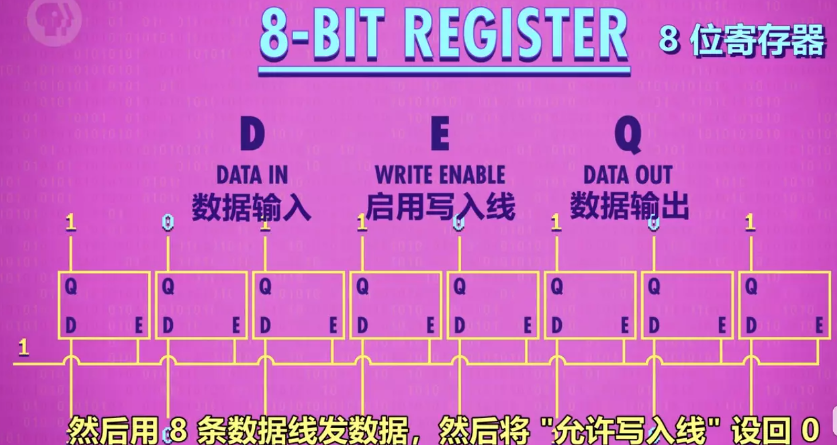 8-BIT REGISTER 8 位寄存器
D E Q
DATA IN WRITE ENABLE DATA OUT
数据输入 启用写入线 数据输出
1 0 1 1 0 1 0 1
Q Q Q Q Q Q Q Q
D E D E D E D E D E D E D E D E
1
然后用 8 条数据线发数据，然后将 "允许写入线" 设回 0